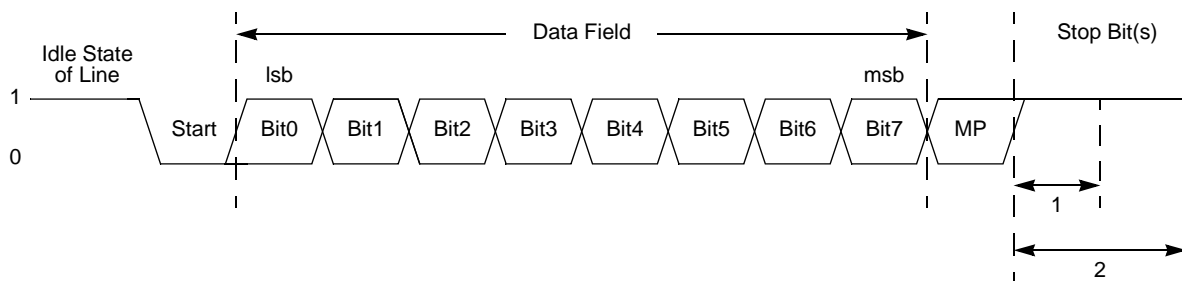 Data Field
Stop Bit(s)
Idle State
of Line
lsb
msb
1
Start
Bit0
Bit1
Bit2
Bit3
Bit4
Bit5
Bit6
Bit7
MP
0
1
2